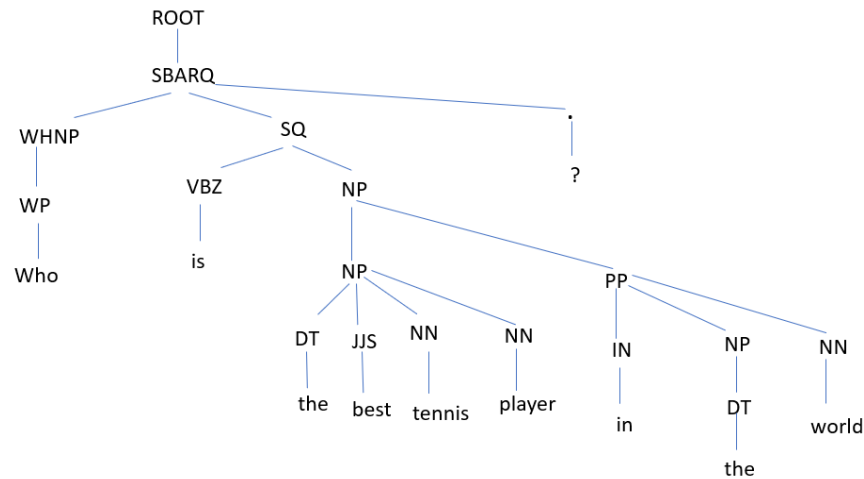 ROOT
SBARQ
WHNP SQ .
VBZ NP ?
WP
Who is
NP PP
DT JJS NN NN IN NP NN
the best tennis player in DT world
the